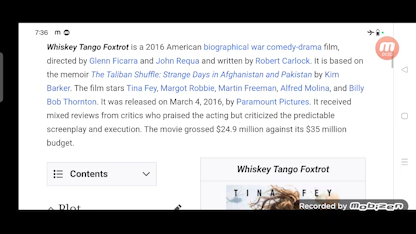 7:36 m
Whiskey Tango Foxtrot is a 2016 American biographical war comedy-drama film,
directed by Glenn Ficarra and John Requa and written by Robert Carlock. It is based on
the memoir The Taliban Shuffle: Strange Days in Afghanistan and Pakistan by Kim
Barker. The film stars Tina Fey, Margot Robbie, Martin Freeman, Alfred Molina, and Billy
Bob Thornton. It was released on March 4, 2016, by Paramount Pictures. It received
mixed reviews from critics who praised the acting but criticized the predictable
screenplay and execution. The movie grossed $24.9 million against its $35 million
budget.
Contents
Whiskey Tango Foxtrot
Plot
TINA FEY
Recorded by Mobizen